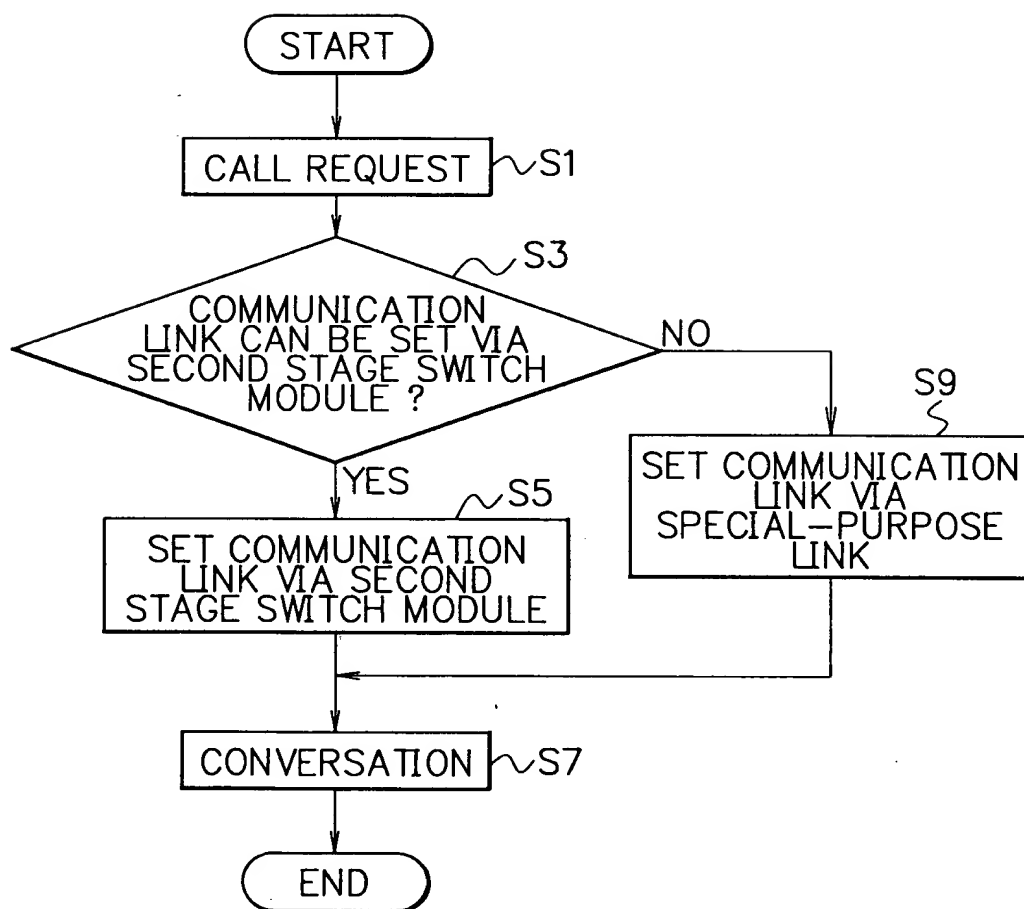 START
CALL REQUEST
S1
S3
COMMUNICATION
LINK CAN BE SET VIA
SECOND STAGE SWITCH
MODULE ?
NO
YES
S9
SET COMMUNICATION
LINK VIA
SPECIAL-PURPOSE
LINK
S5
SET COMMUNICATION
LINK VIA SECOND
STAGE SWITCH MODULE
CONVERSATION
S7
END